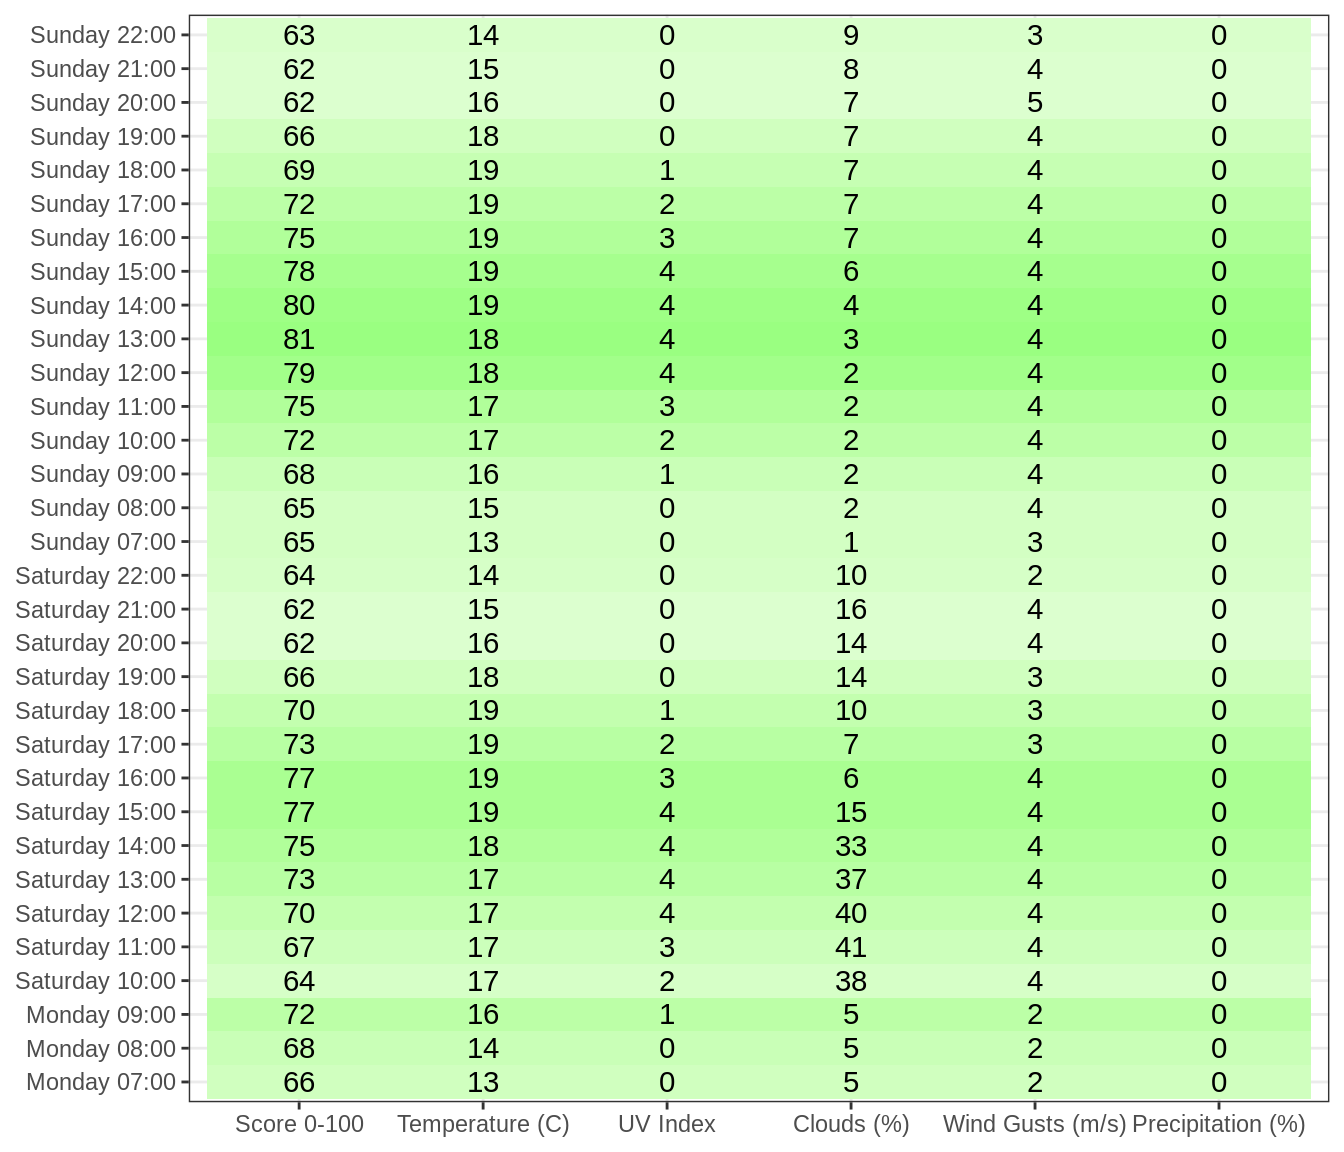 Sunday 22:00 63 14 0 9 3 0
Sunday 21:00 62 15 0 8 4 0
Sunday 20:00 62 16 0 7 5 0
Sunday 19:00 66 18 0 7 4 0
Sunday 18:00 69 19 1 7 4 0
Sunday 17:00 72 19 2 7 4 0
Sunday 16:00 75 19 3 7 4 0
Sunday 15:00 78 19 4 6 4 0
Sunday 14:00 80 19 4 4 4 0
Sunday 13:00 81 18 4 3 4 0
Sunday 12:00 79 18 4 2 4 0
Sunday 11:00 75 17 3 2 4 0
Sunday 10:00 72 17 2 2 4 0
Sunday 09:00 68 16 1 2 4 0
Sunday 08:00 65 15 0 2 4 0
Sunday 07:00 65 13 0 1 3 0
Saturday 22:00 64 14 0 10 2 0
Saturday 21:00 62 15 0 16 4 0
Saturday 20:00 62 16 0 14 4 0
Saturday 19:00 66 18 0 14 3 0
Saturday 18:00 70 19 1 10 3 0
Saturday 17:00 73 19 2 7 3 0
Saturday 16:00 77 19 3 6 4 0
Saturday 15:00 77 19 4 15 4 0
Saturday 14:00 75 18 4 33 4 0
Saturday 13:00 73 17 4 37 4 0
Saturday 12:00 70 17 4 40 4 0
Saturday 11:00 67 17 3 41 4 0
Saturday 10:00 64 17 2 38 4 0
Monday 09:00 72 16 1 5 2 0
Monday 08:00 68 14 0 5 2 0
Monday 07:00 66 13 0 5 2 0
Score 0-100 Temperature (C) UV Index Clouds (%) Wind Gusts (m/s) Precipitation (%)